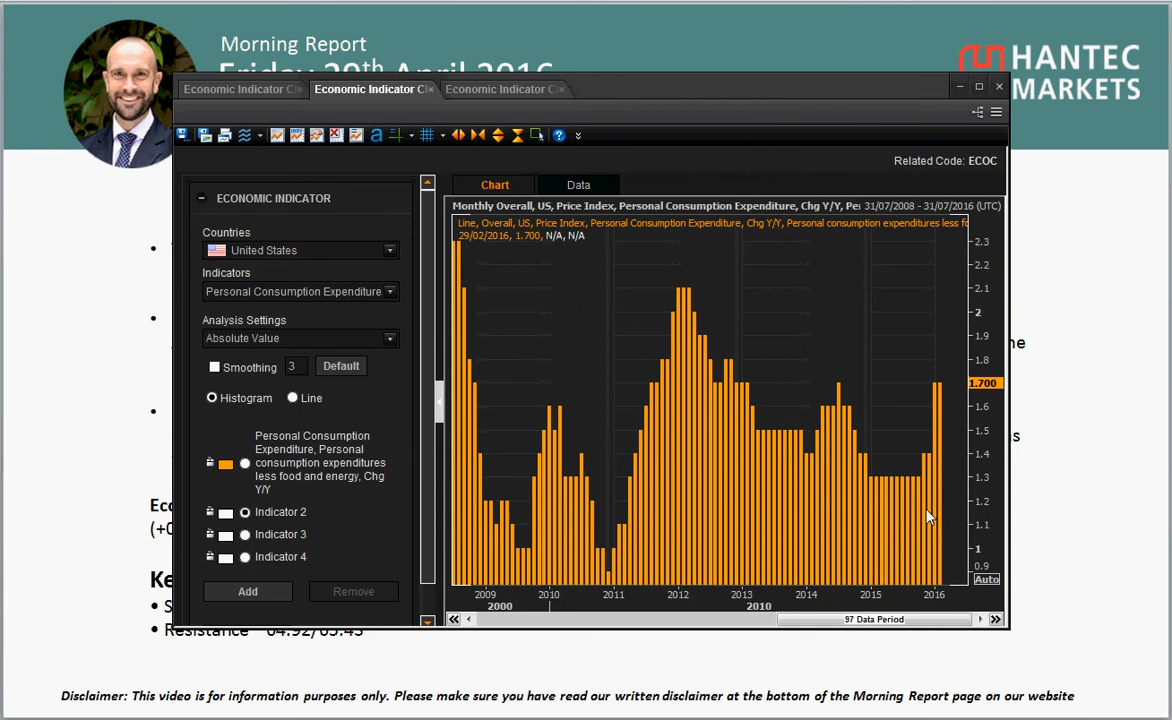 Morning Report
Friday 29th April 2016
HANTEC
MARKETS
Economic Indicator C
Economic Indicator C
Economic Indicator C
Related Code: ECOC
Chart
Data
ECONOMIC INDICATOR
Monthly Overall, US, Price Index, Personal Consumption Expenditure, Chg Y/Y, Pe
31/07/2008 - 31/07/2016 (UTC)
Line, Overall, US, Price Index, Personal Consumption Expenditure, Chg Y/Y, Personal consumption expenditures less fo
29/02/2016, 1.700, N/A, N/A
Countries
United States
Indicators
Personal Consumption Expenditure
Analysis Settings
Absolute Value
Smoothing
3
Default
Histogram
Line
Personal Consumption
Expenditure, Personal
consumption expenditures
less food and energy, Chg
Y/Y
Indicator 2
Indicator 3
Indicator 4
Add
Remove
2.3
2.2
2.1
2
1.9
1.8
1.700
1.6
1.5
1.4
1.3
1.2
1.1
1
0.9
Auto
2009
2010
2011
2012
2013
2014
2015
2016
2000
2010
97 Data Period
(+0
• S
• Resistance
Disclaimer: This video is for information purposes only. Please make sure you have read our written disclaimer at the bottom of the Morning Report page on our website